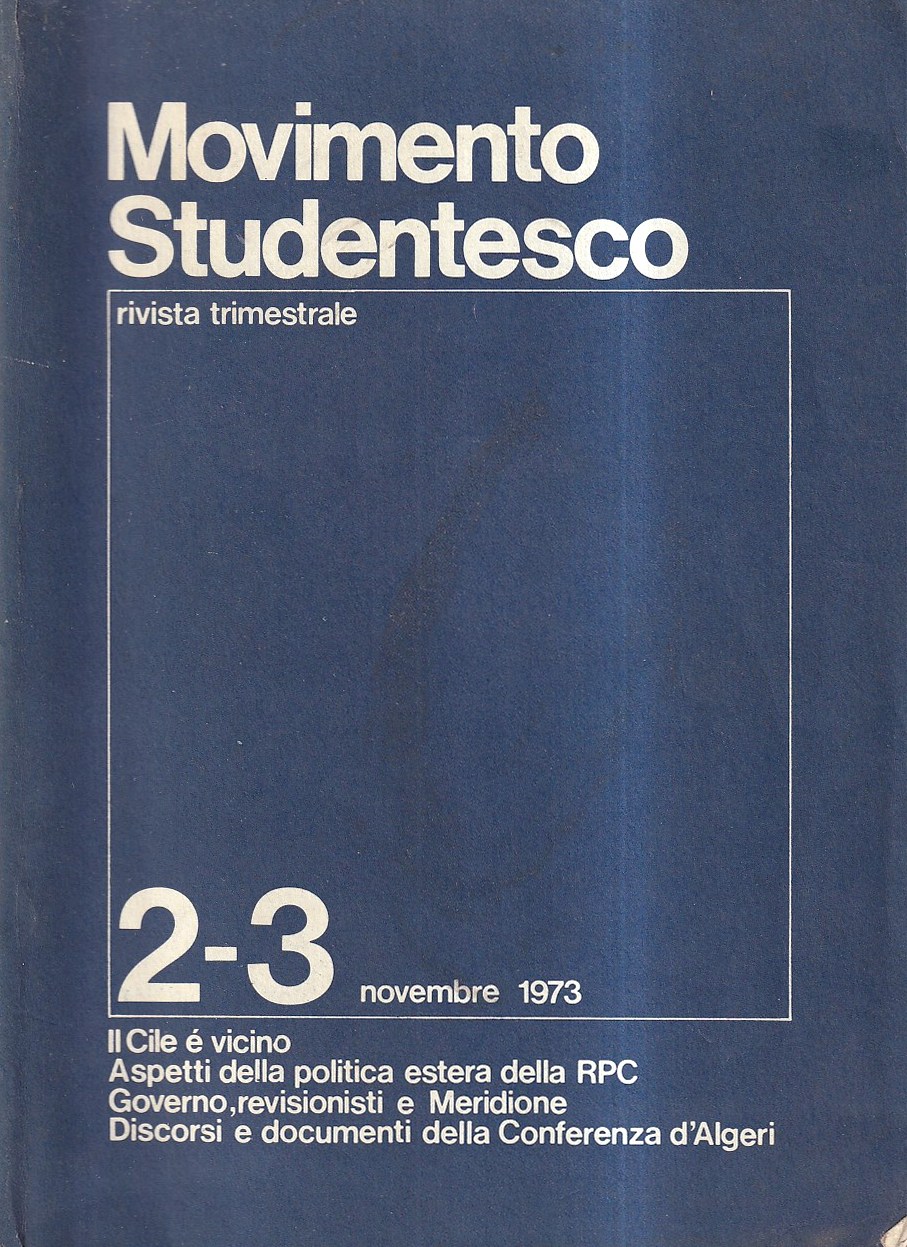 Movimento
Studentesco
rivista trimestrale
2-3 novembre 1973
Il Cile é vicino
Aspetti della politica estera della RPC
Governo, revisionisti e Meridione
Discorsi e documenti della Conferenza d'Algeri